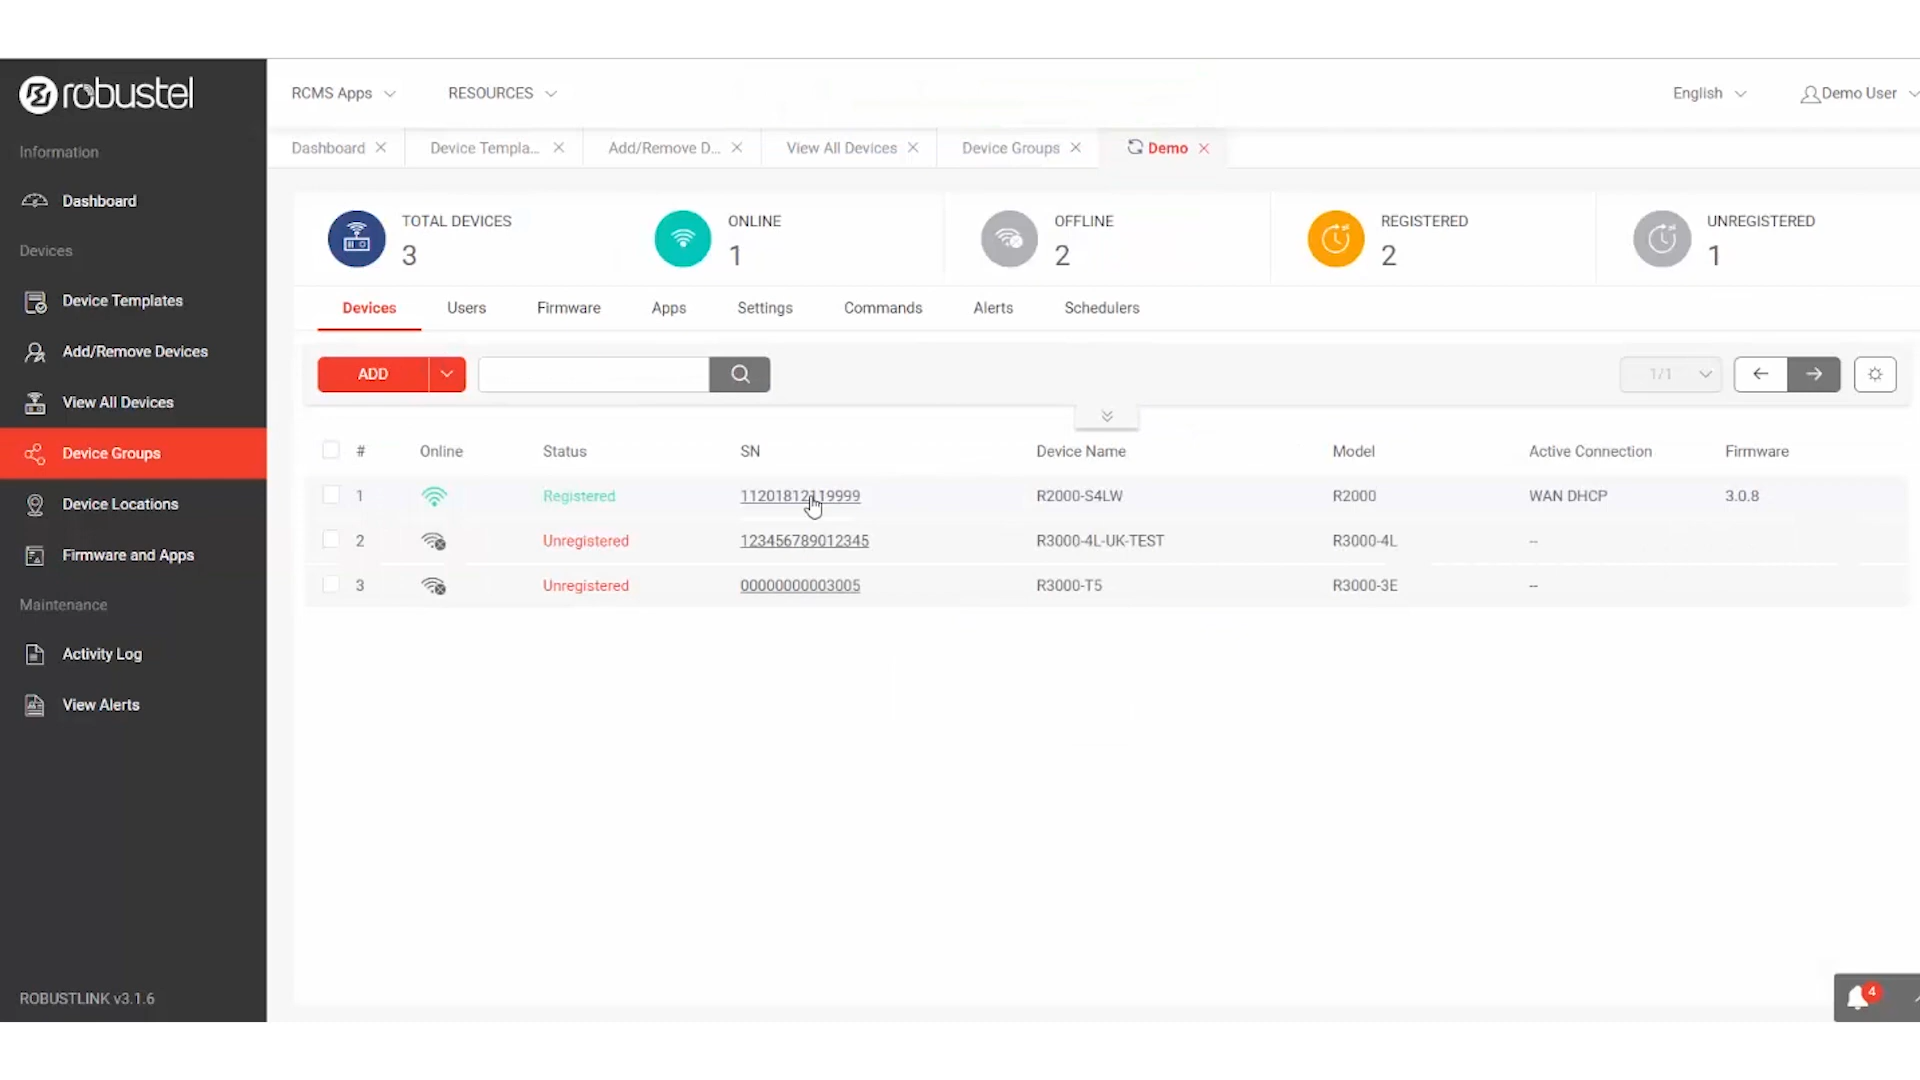 robustel
RCMS Apps
RESOURCES
English
Demo User
Dashboard
Device Templa...
Add/Remove D...
View All Devices
Device Groups
Demo
Information
Dashboard
Devices
Device Templates
Add/Remove Devices
View All Devices
Device Groups
Device Locations
Firmware and Apps
Maintenance
Activity Log
View Alerts
ROBUSTLINK v3.1.6
TOTAL DEVICES
3
ONLINE
1
OFFLINE
2
REGISTERED
2
UNREGISTERED
1
Devices Users Firmware Apps Settings Commands Alerts Schedulers
ADD
1/1
# Online Status SN Device Name Model Active Connection Firmware
1 Registered 11201812119999 R2000-S4LW R2000 WAN DHCP 3.0.8
2 Unregistered 123456789012345 R3000-4L-UK-TEST R3000-4L --
3 Unregistered 00000000003005 R3000-T5 R3000-3E --
4